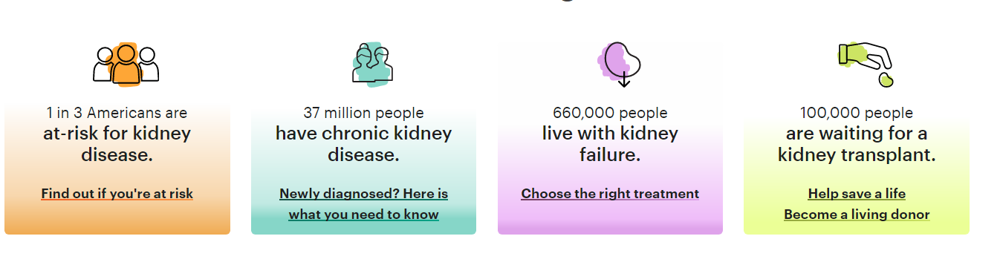 1 in 3 Americans are
at-risk for kidney
disease.
Find out if you're at risk
37 million people
have chronic kidney
disease.
Newly diagnosed? Here is
what you need to know
660,000 people
live with kidney
failure.
Choose the right treatment
100,000 people
are waiting for a
kidney transplant.
Help save a life
Become a living donor